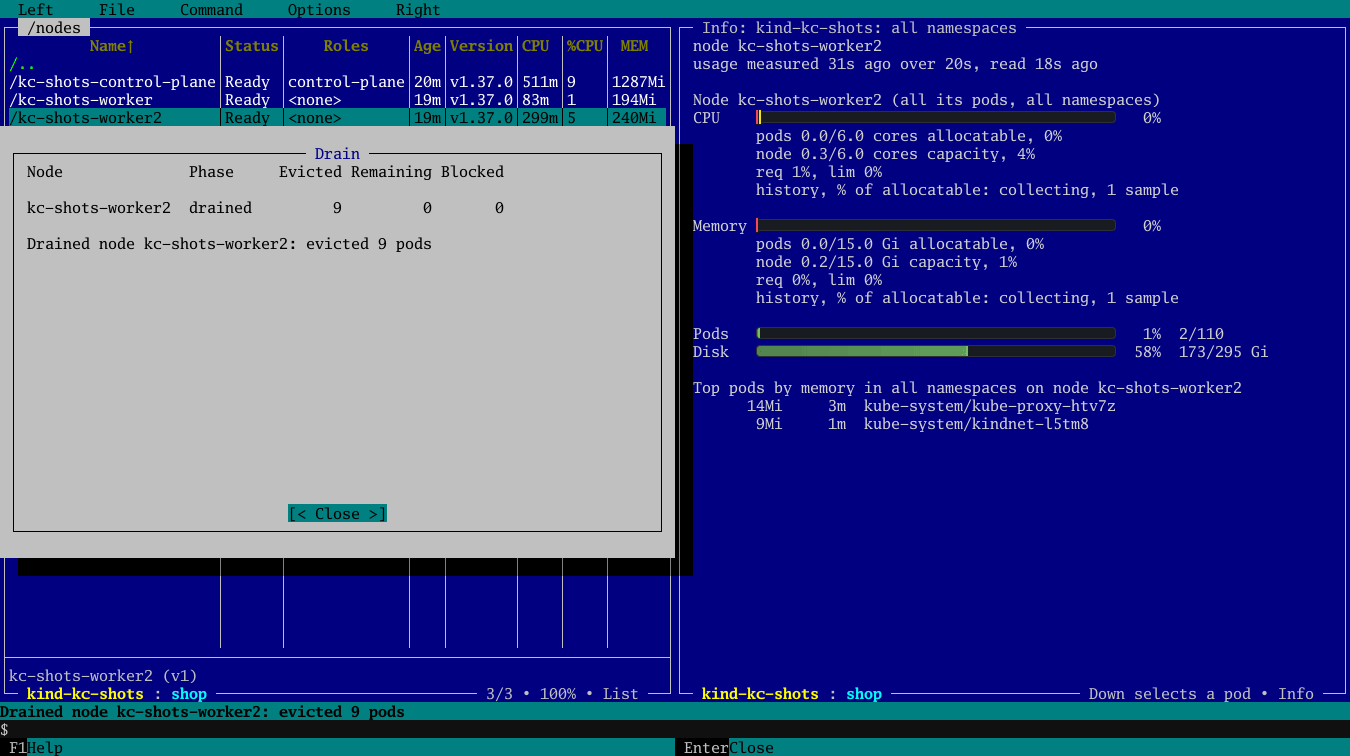 Left File Command Options Right
/nodes
Name↑ Status Roles Age Version CPU %CPU MEM
/..
/kc-shots-control-plane Ready control-plane 20m v1.37.0 511m 9 1287Mi
/kc-shots-worker Ready <none> 19m v1.37.0 83m 1 194Mi
/kc-shots-worker2 Ready <none> 19m v1.37.0 299m 5 240Mi
Drain
Node Phase Evicted Remaining Blocked
kc-shots-worker2 drained 9 0 0
Drained node kc-shots-worker2: evicted 9 pods
[< Close >]
kc-shots-worker2 (v1)
kind-kc-shots : shop 3/3 • 100% • List
Info: kind-kc-shots: all namespaces
node kc-shots-worker2
usage measured 31s ago over 20s, read 18s ago
Node kc-shots-worker2 (all its pods, all namespaces)
CPU 0%
pods 0.0/6.0 cores allocatable, 0%
node 0.3/6.0 cores capacity, 4%
req 1%, lim 0%
history, % of allocatable: collecting, 1 sample
Memory 0%
pods 0.0/15.0 Gi allocatable, 0%
node 0.2/15.0 Gi capacity, 1%
req 0%, lim 0%
history, % of allocatable: collecting, 1 sample
Pods 1% 2/110
Disk 58% 173/295 Gi
Top pods by memory in all namespaces on node kc-shots-worker2
14Mi 3m kube-system/kube-proxy-htv7z
9Mi 1m kube-system/kindnet-l5tm8
kind-kc-shots : shop Down selects a pod • Info
Drained node kc-shots-worker2: evicted 9 pods
$
F1Help EnterClose